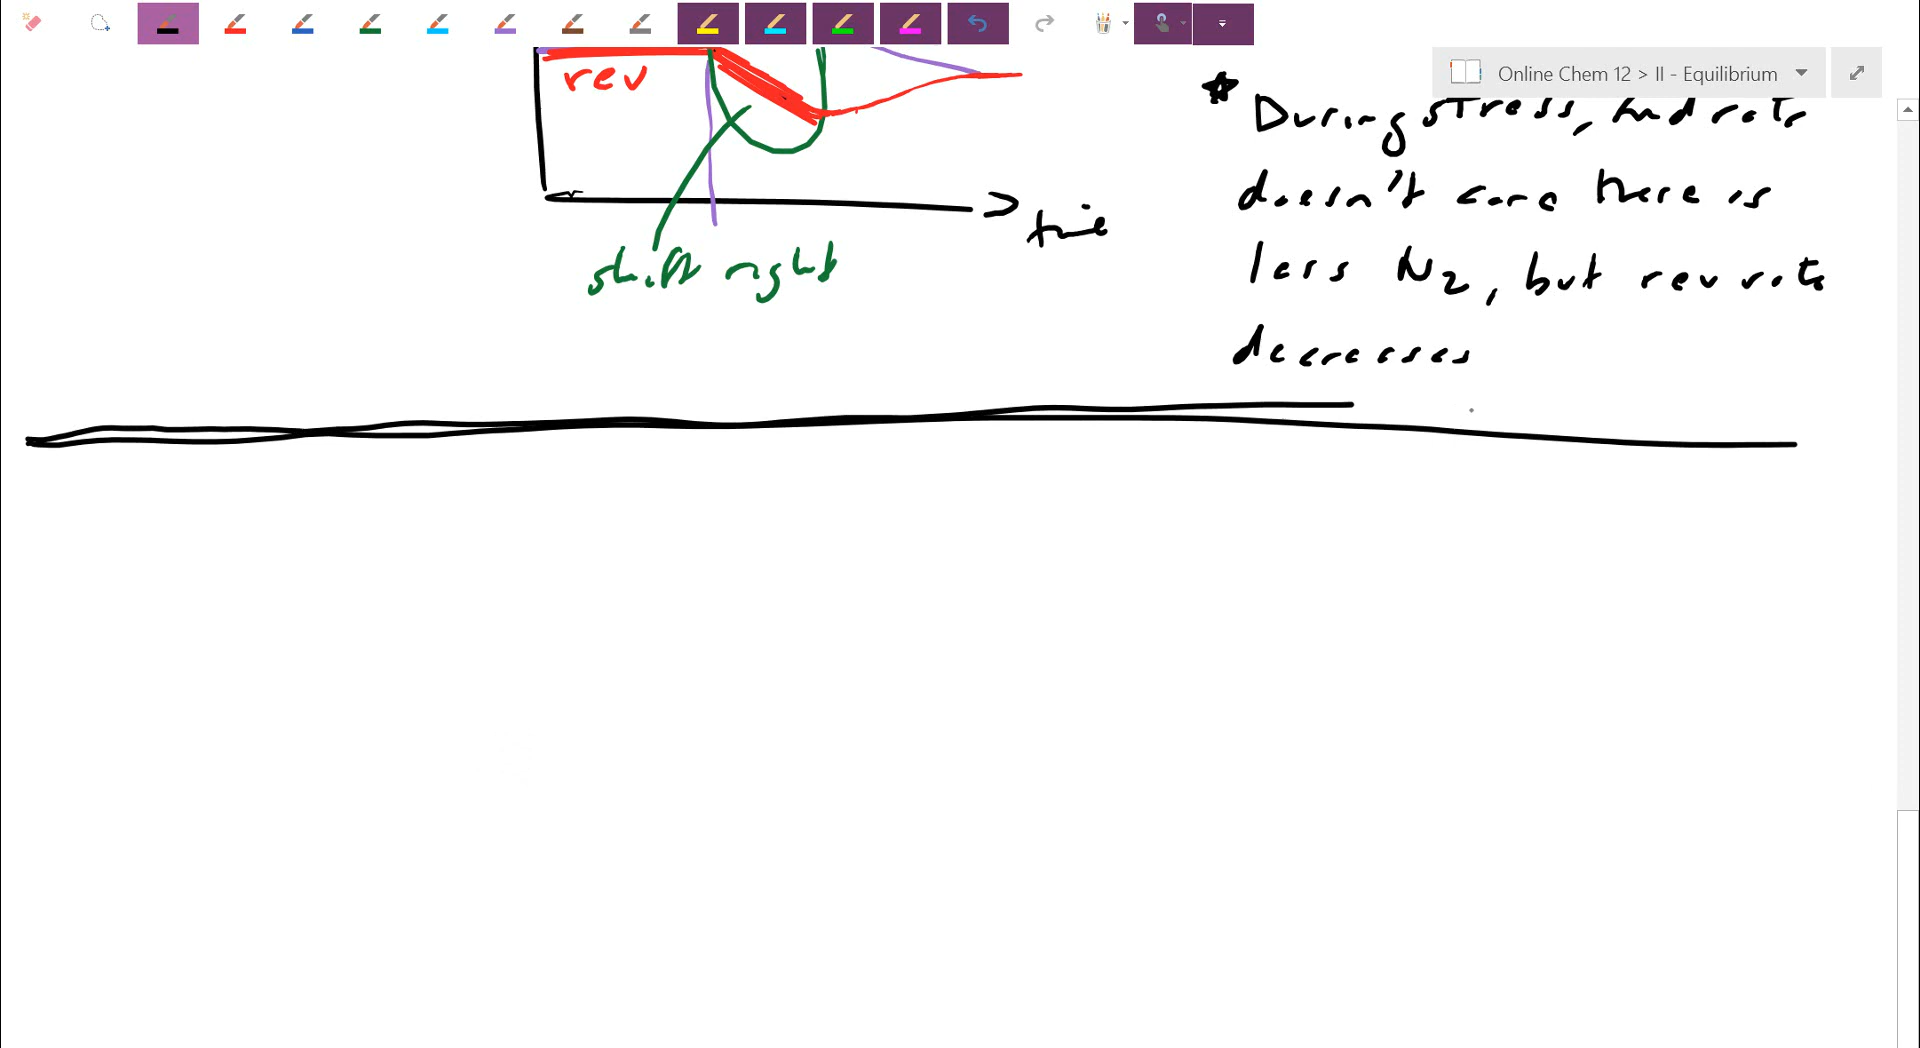 Online Chem 12 > II - Equilibrium
rev
time
shift right
* During stress, fwd rate
doesn't care there is
less N2, but rev rate
decreases